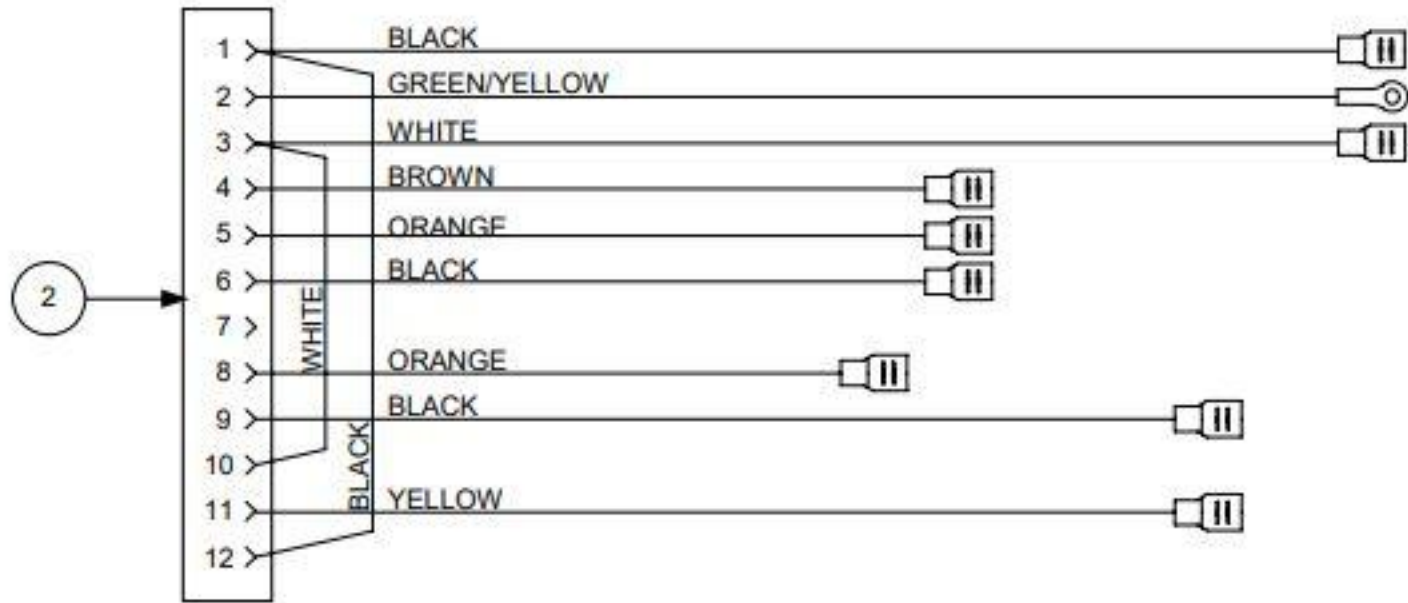 1 BLACK
2 GREEN/YELLOW
3 WHITE
4 BROWN
5 ORANGE
6 BLACK
2
7
WHITE
8 ORANGE
9 BLACK
10
BLACK
11 YELLOW
12